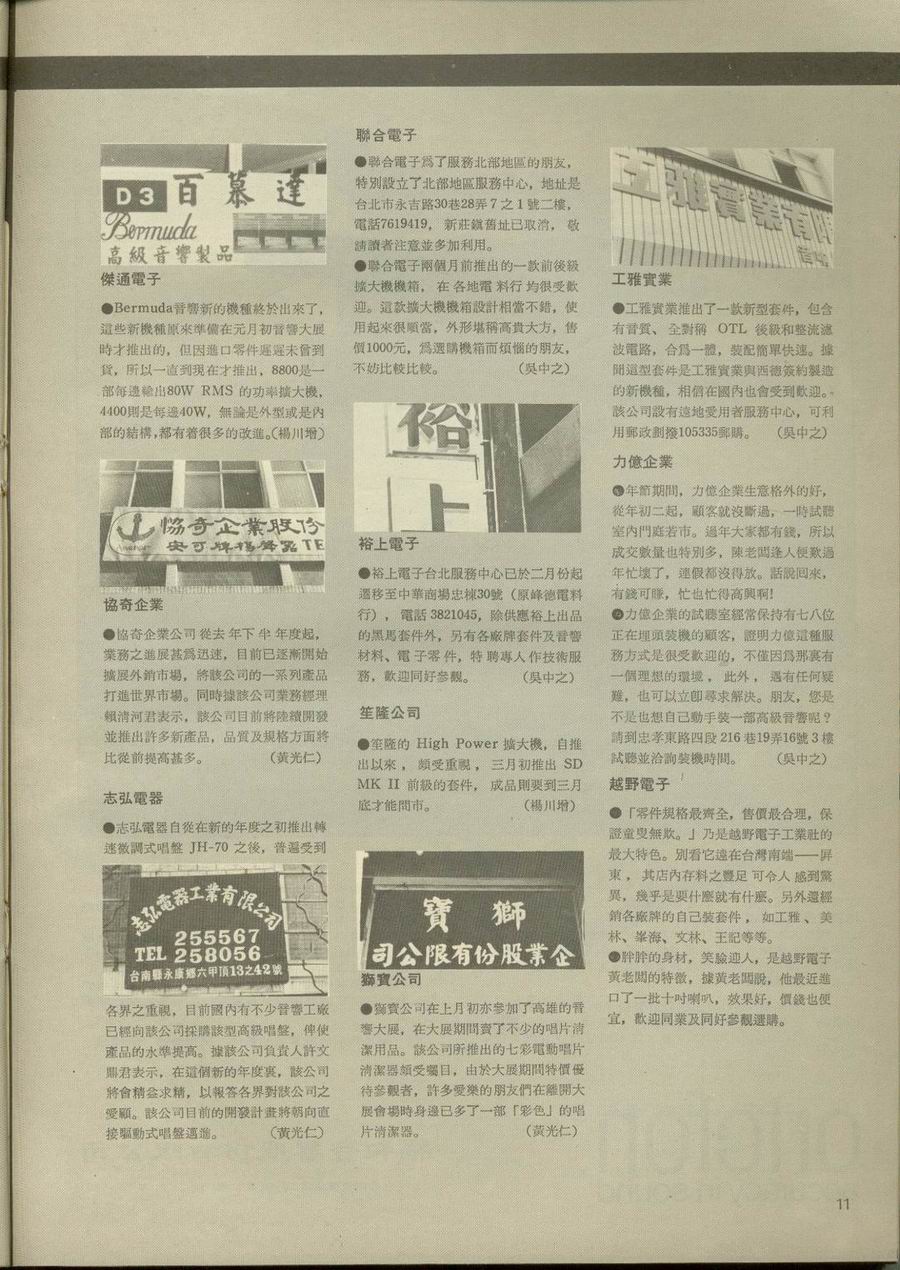 D3 百慕達
Bermuda
高級音響製品
傑通電子
●Bermuda音響新的機種終於出來了，
這些新機種原來準備在元月初音響大展
時才推出的，但因進口零件遲遲未曾到
貨，所以一直到現在才推出，8800是一
部每邊輸出80W RMS 的功率擴大機，
4400則是每邊40W，無論是外型或是內
部的結構，都有着很多的改進。（楊川增）
Anchor
協奇企業股份
安可牌揚聲器 TE
協奇企業
●協奇企業公司從去年下半年度起，
業務之進展甚爲迅速，目前已逐漸開始
擴展外銷市場，將該公司的一系列產品
打進世界市場。同時據該公司業務經理
賴清河君表示，該公司目前將陸續開發
並推出許多新產品，品質及規格方面將
比從前提高甚多。 （黃光仁）
志弘電器
●志弘電器自從在新的年度之初推出轉
速微調式唱盤 JH-70 之後，普遍受到
志弘電器工業有限公司
255567
TEL 258056
台南縣永康鄉六甲頂13之42號
各界之重視，目前國內有不少音響工廠
已經向該公司採購該型高級唱盤，俾使
產品的水準提高。據該公司負責人許文
鼎君表示，在這個新的年度裏，該公司
將會精益求精，以報答各界對該公司之
愛顧。該公司目前的開發計畫將朝向直
接驅動式唱盤邁進。 （黃光仁）
聯合電子
●聯合電子爲了服務北部地區的朋友，
特別設立了北部地區服務中心，地址是
台北市永吉路30巷28弄7之1號二樓，
電話7619419， 新莊鎮舊址已取消， 敬
請讀者注意並多加利用。
●聯合電子兩個月前推出的一款前後級
擴大機機箱， 在各地電料行均很受歡
迎。這款擴大機機箱設計相當不錯，使
用起來很順當，外形堪稱高貴大方，售
價1000元，爲選購機箱而煩惱的朋友，
不妨比較比較。 （吳中之）
裕
上
裕上電子
●裕上電子台北服務中心已於二月份起
遷移至中華商場忠棟30號（原峰德電料
行）， 電話 3821045，除供應裕上出品
的黑馬套件外，另有各廠牌套件及音響
材料、電子零件，特聘專人作技術服
務，歡迎同好參觀。 （吳中之）
笙隆公司
●笙隆的 High Power 擴大機，自推
出以來， 頗受重視， 三月初推出 SD
MK II 前級的套件， 成品則要到三月
底才能問市。 （楊川增）
寶 獅
司公限有份股業企
獅寶公司
●獅寶公司在上月初亦參加了高雄的音
響大展，在大展期間賣了不少的唱片清
潔用品。該公司所推出的七彩電動唱片
清潔器頗受矚目，由於大展期間特價優
待參觀者，許多愛樂的朋友們在離開大
展會場時身邊已多了一部「彩色」的唱
片清潔器。 （黃光仁）
工雅實業有限
工雅實業
●工雅實業推出了一款新型套件，包含
有音質、全對稱 OTL 後級和整流濾
波電路，合爲一體，裝配簡單快速。據
聞這型套件是工雅實業與西德簽約製造
的新機種，相信在國內也會受到歡迎。
該公司設有遠地愛用者服務中心，可利
用郵政劃撥105335郵購。 （吳中之）
力億企業
●年節期間，力億企業生意格外的好，
從年初二起，顧客就沒斷過，一時試聽
室內門庭若市。過年大家都有錢，所以
成交數量也特別多，陳老闆逢人便歎過
年忙壞了，連假都沒得放。話說回來，
有錢可賺，忙也忙得高興啊!
●力億企業的試聽室經常保持有七八位
正在埋頭裝機的顧客，證明力億這種服
務方式是很受歡迎的，不僅因爲那裏有
一個理想的環境， 此外， 遇有任何疑
難，也可以立即尋求解決。朋友，您是
不是也想自己動手裝一部高級音響呢？
請到忠孝東路四段 216 巷19弄16號3樓
試聽並洽詢裝機時間。 （吳中之）
越野電子
●「零件規格最齊全，售價最合理，保
證童叟無欺。」乃是越野電子工業社的
最大特色。別看它遠在台灣南端——屏
東，其店內存料之豐足可令人感到驚
異，幾乎是要什麼就有什麼。另外還經
銷各廠牌的自己裝套件， 如工雅、美
林、峯海、文林、王記等等。
●胖胖的身材，笑臉迎人，是越野電子
黃老闆的特徵，據黃老闆說，他最近進
口了一批十吋喇叭，效果好，價錢也便
宜，歡迎同業及同好參觀選購。
11